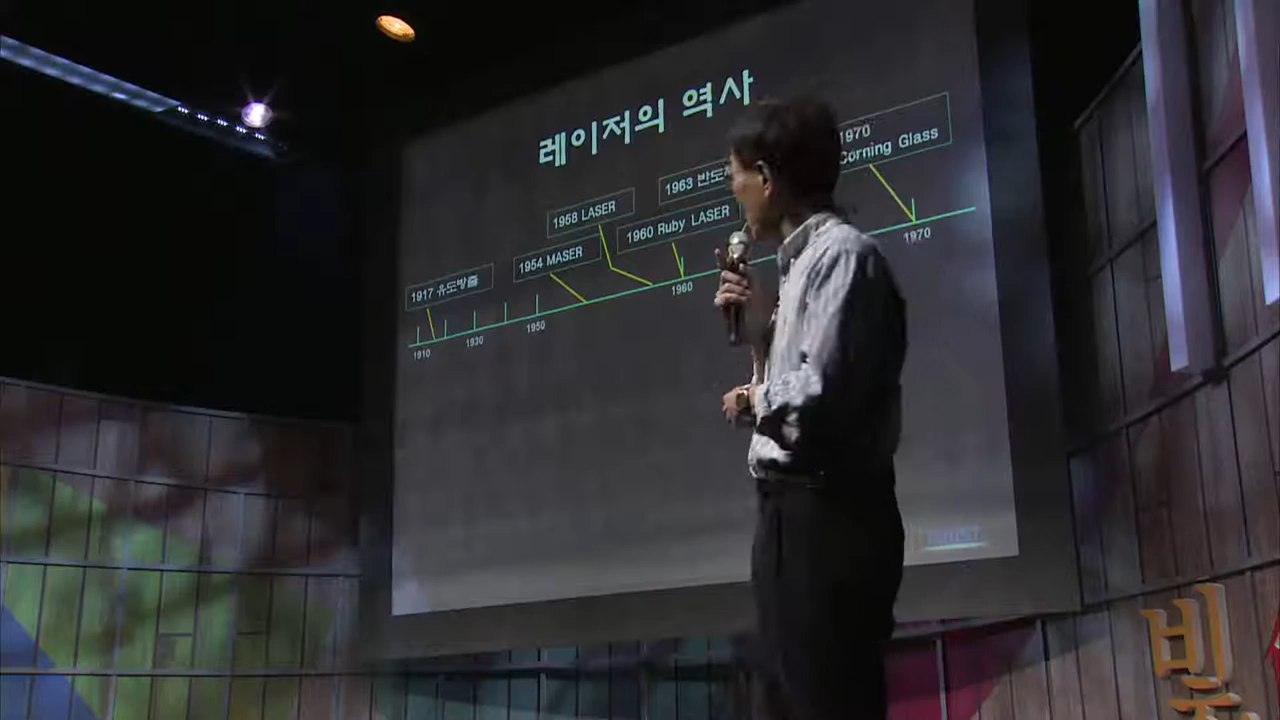 레이저의 역사
1970
Corning Glass
1963 반도
1958 LASER
1960 Ruby LASER
1954 MASER
1917 유도방출
1910
1930
1950
1960
1970
빛